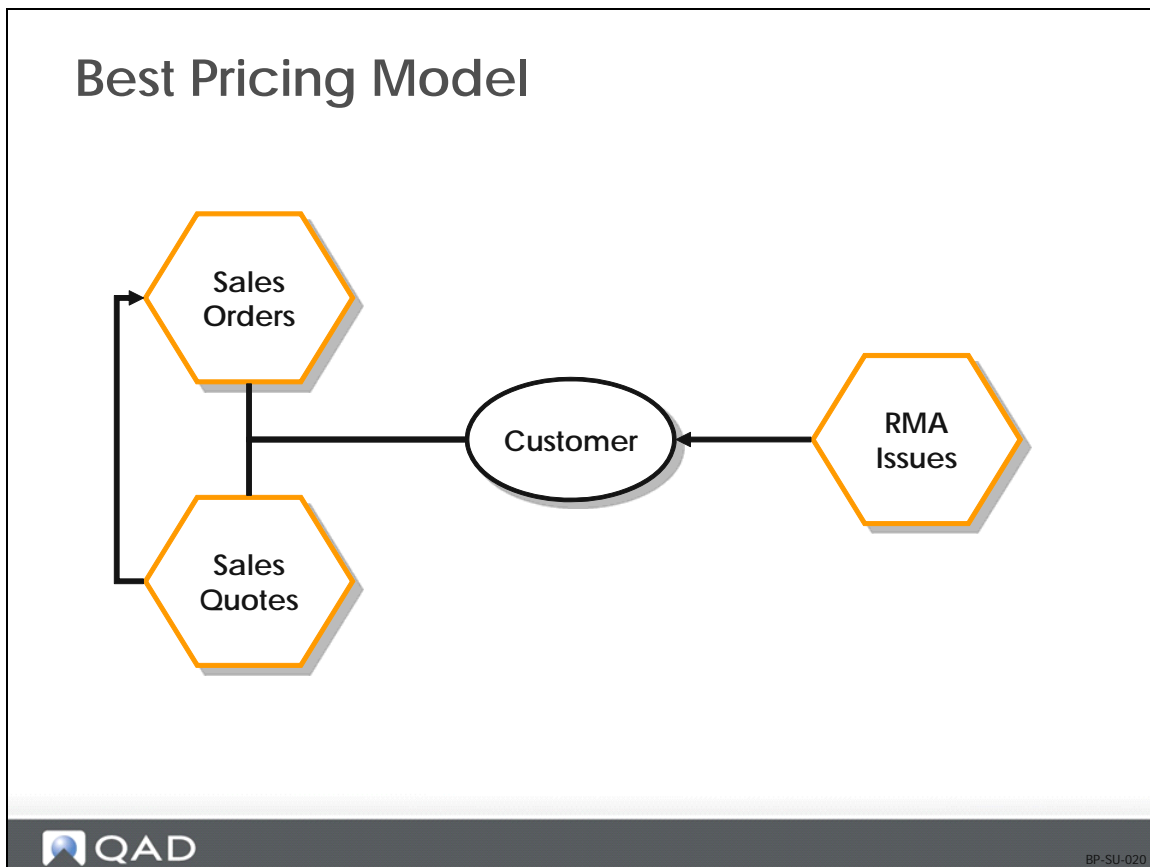 Best Pricing Model
Sales
Orders
Customer
RMA
Issues
Sales
Quotes
QAD
BP-SU-020